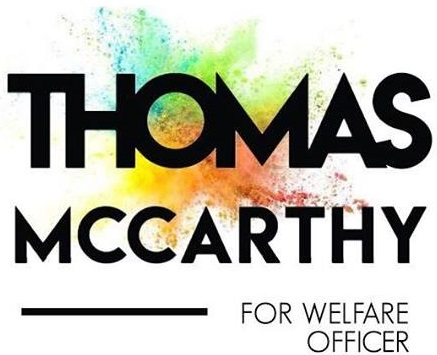 THOMAS
MCCARTHY
FOR WELFARE
OFFICER